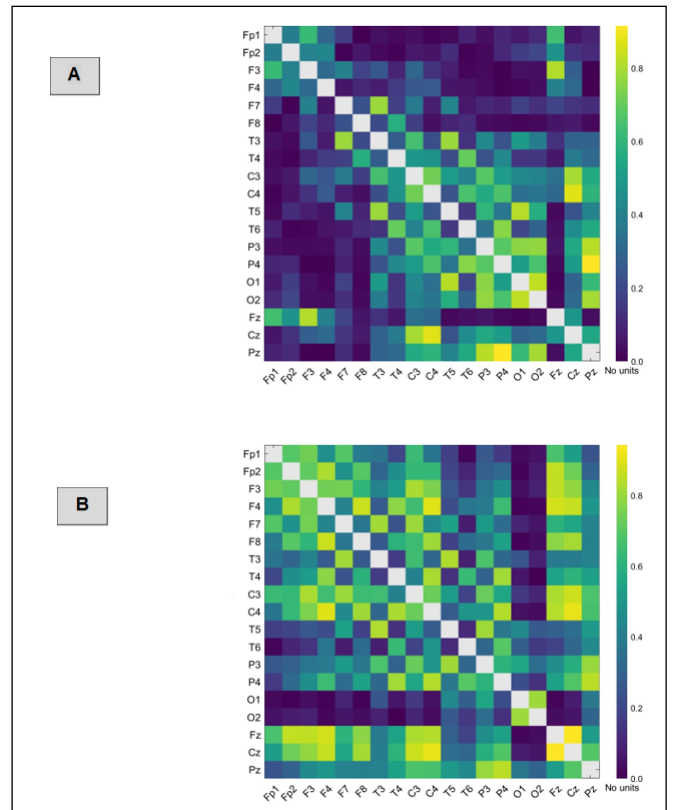 A
Fp1
Fp2
F3
F4
F7
F8
T3
T4
C3
C4
T5
T6
P3
P4
O1
O2
Fz
Cz
Pz
Fp1 Fp2 F3 F4 F7 F8 T3 T4 C3 C4 T5 T6 P3 P4 O1 O2 Fz Cz Pz
0.8
0.6
0.4
0.2
0.0
No units
B
Fp1
Fp2
F3
F4
F7
F8
T3
T4
C3
C4
T5
T6
P3
P4
O1
O2
Fz
Cz
Pz
Fp1 Fp2 F3 F4 F7 F8 T3 T4 C3 C4 T5 T6 P3 P4 O1 O2 Fz Cz Pz
0.8
0.6
0.4
0.2
0.0
No units